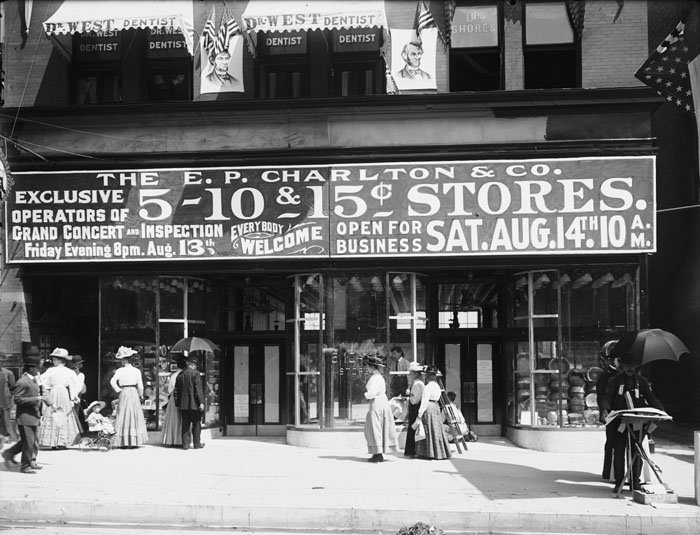 DR. WEST DENTIST
DR. WEST DENTIST
DR. WEST
DENTIST
DENTIST
DENTIST
DENTIST
SHOES
THE E. P. CHARLTON & CO.
EXCLUSIVE
OPERATORS OF
5-10 & 15¢ STORES.
GRAND CONCERT AND INSPECTION
Friday Evening 8pm. Aug. 13th.
EVERYBODY
WELCOME
OPEN FOR
BUSINESS
SAT. AUG. 14TH. 10 A.M.